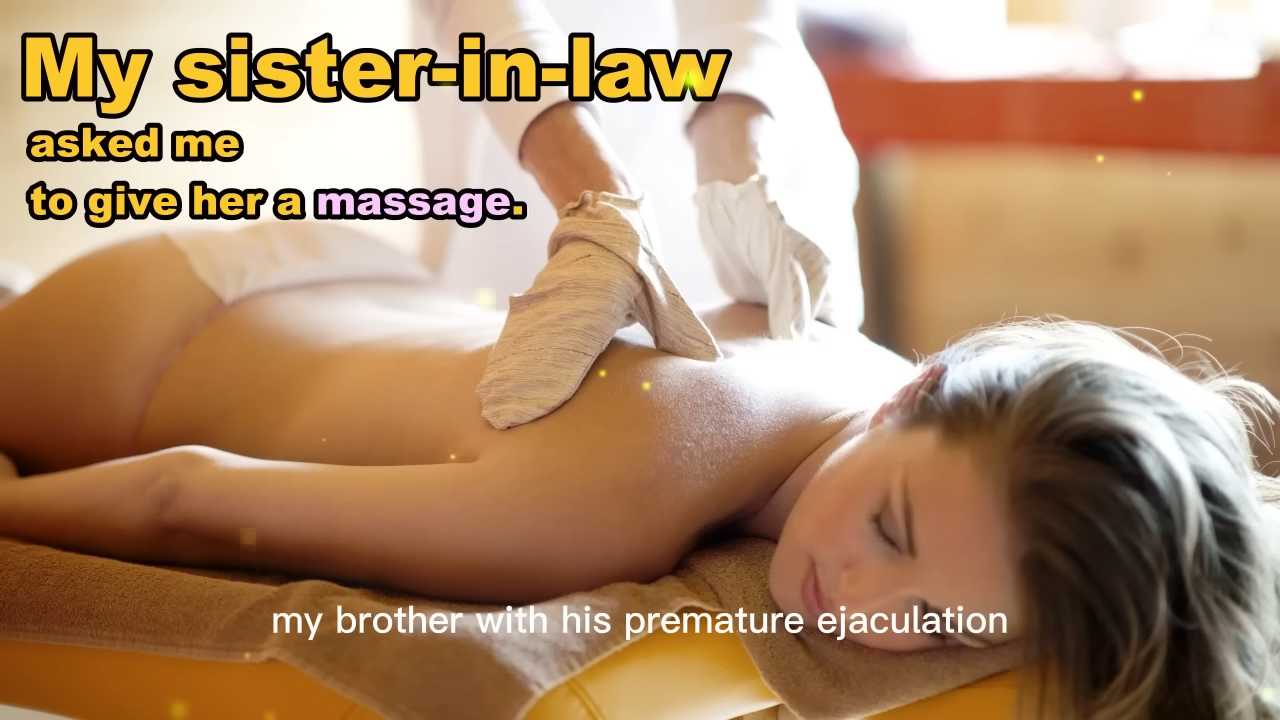 My sister-in-law
asked me
to give her a massage.
my brother with his premature ejaculation